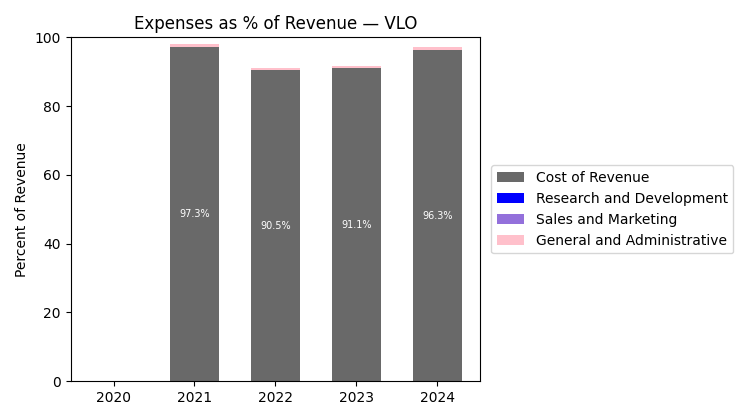 Expenses as % of Revenue — VLO
Percent of Revenue
100
80
60
40
20
0
97.3%
90.5%
91.1%
96.3%
2020 2021 2022 2023 2024
Cost of Revenue
Research and Development
Sales and Marketing
General and Administrative